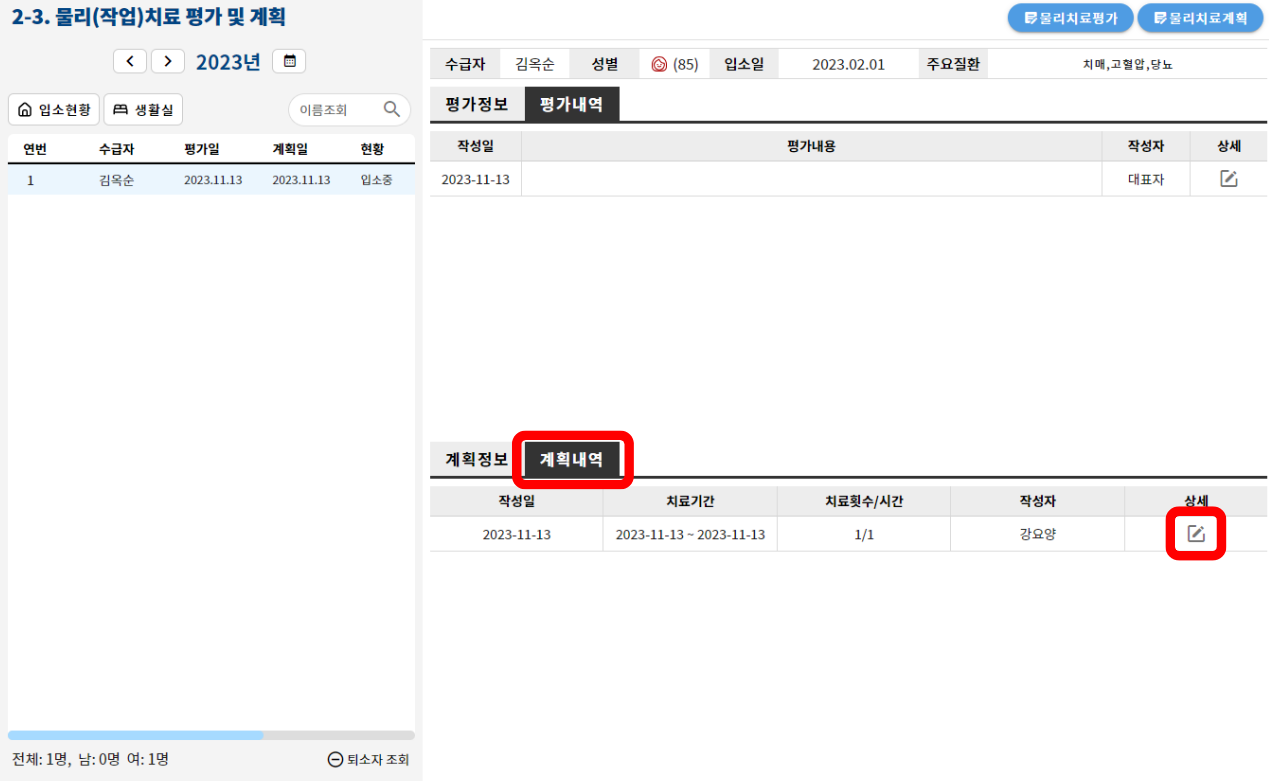 2-3. 물리(작업)치료 평가 및 계획
2023년
입소현황 생활실 이름조회
연번 수급자 평가일 계획일 현황
1 김옥순 2023.11.13 2023.11.13 입소중
전체: 1명, 남: 0명 여: 1명 퇴소자 조회
물리치료평가 물리치료계획
수급자 김옥순 성별 (85) 입소일 2023.02.01 주요질환 치매,고혈압,당뇨
평가정보 평가내역
작성일 평가내용 작성자 상세
2023-11-13 대표자
계획정보 계획내역
작성일 치료기간 치료횟수/시간 작성자 상세
2023-11-13 2023-11-13 ~ 2023-11-13 1/1 강요양